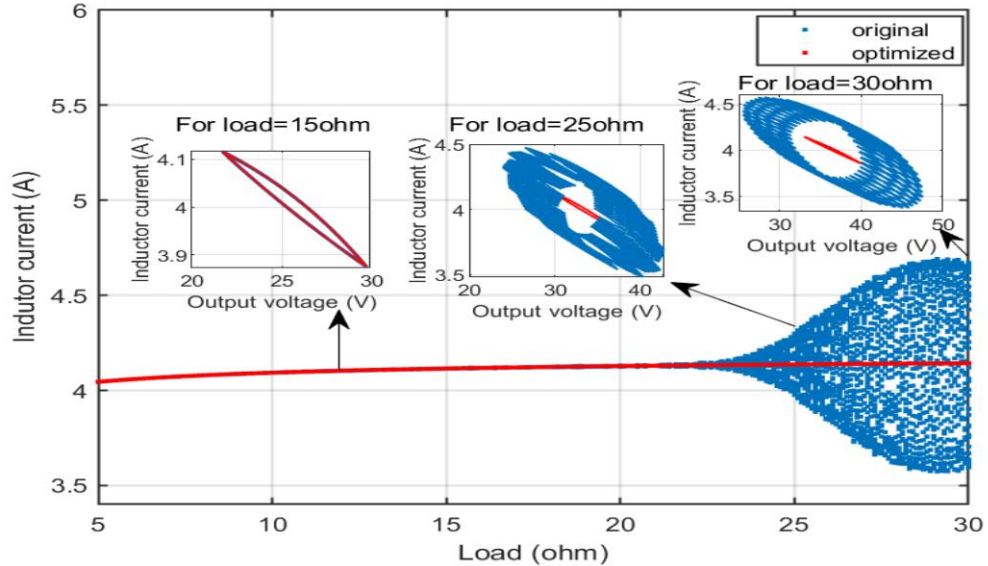 original
optimized
For load=30ohm
For load=15ohm
For load=25ohm
6
5.5
5
4.5
4
3.5
Indutor current (A)
5
10
15
20
25
30
Load (ohm)
4.1
4
3.9
Inductor current (A)
20
25
30
Output voltage (V)
4.5
4
3.5
Inductor current (A)
20
30
40
Output voltage (V)
4.5
4
3.5
Inductor current (A)
30
40
50
Output voltage (V)